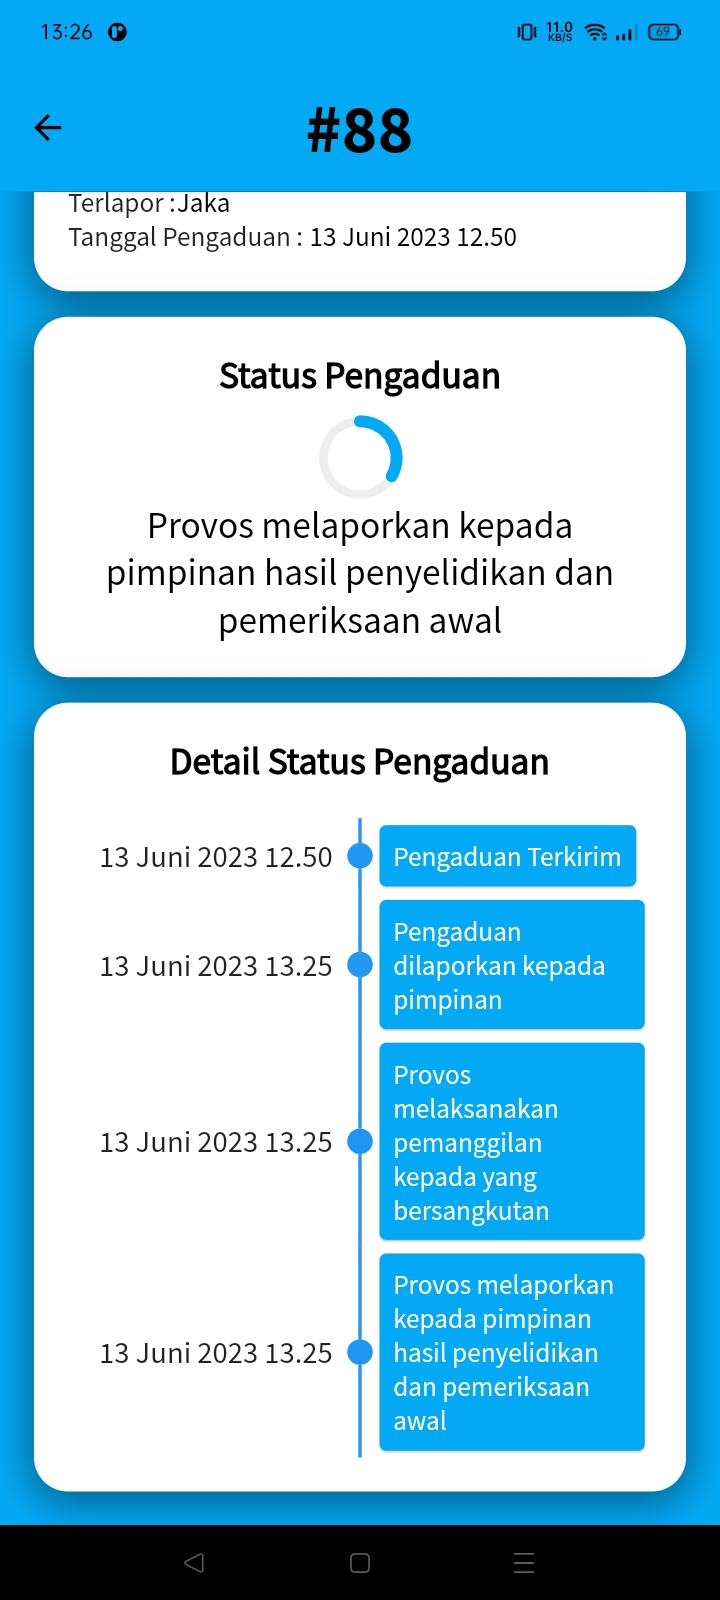 13:26
11.0
KB/S
69
#88
Terlapor :Jaka
Tanggal Pengaduan : 13 Juni 2023 12.50
Status Pengaduan
Provos melaporkan kepada
pimpinan hasil penyelidikan dan
pemeriksaan awal
Detail Status Pengaduan
13 Juni 2023 12.50
Pengaduan Terkirim
13 Juni 2023 13.25
Pengaduan
dilaporkan kepada
pimpinan
13 Juni 2023 13.25
Provos
melaksanakan
pemanggilan
kepada yang
bersangkutan
13 Juni 2023 13.25
Provos melaporkan
kepada pimpinan
hasil penyelidikan
dan pemeriksaan
awal